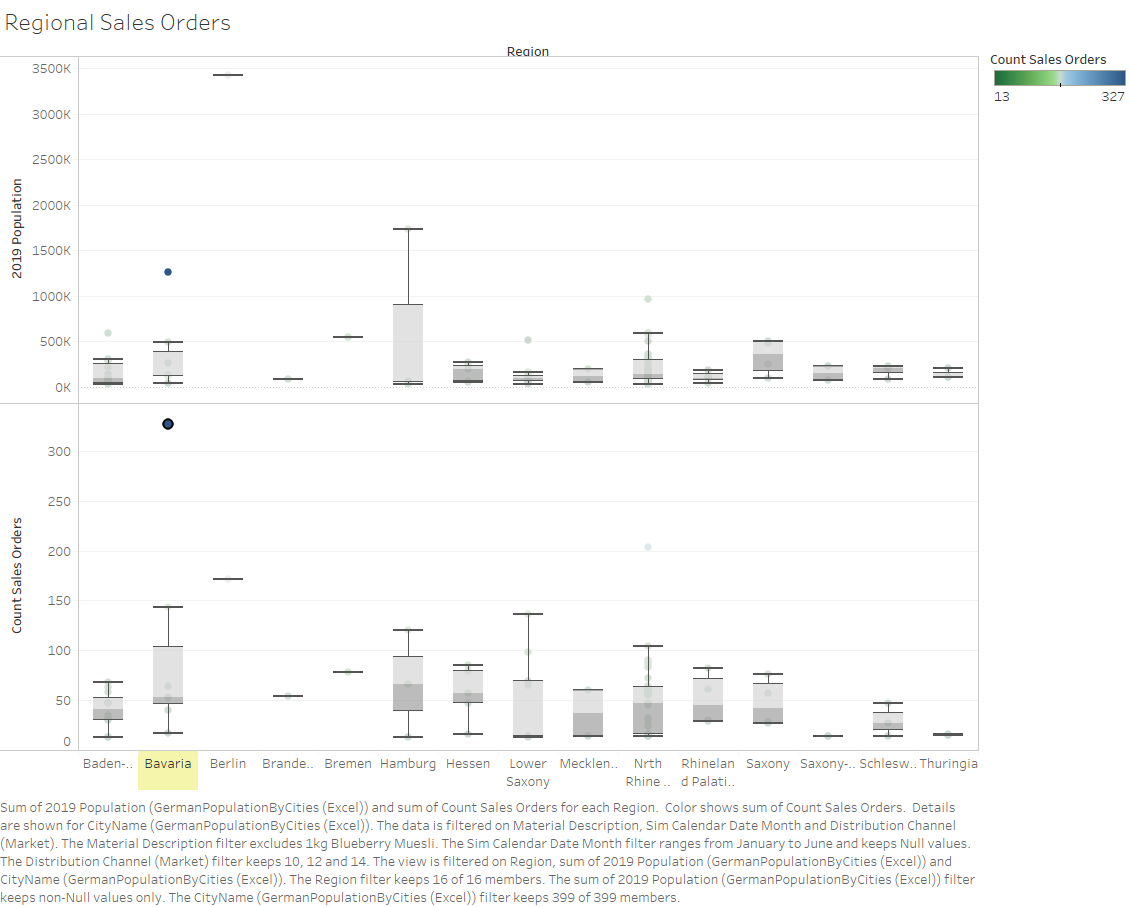 Regional Sales Orders
Region
Count Sales Orders
13
327
2019 Population
3500K
3000K
2500K
2000K
1500K
1000K
500K
0K
Count Sales Orders
300
250
200
150
100
50
0
Baden-..
Bavaria
Berlin
Brande..
Bremen
Hamburg
Hessen
Lower
Saxony
Mecklen..
Nrth
Rhine ..
Rhinelan
d Palati..
Saxony
Saxony-..
Schlesw..
Thuringia
Sum of 2019 Population (GermanPopulationByCities (Excel)) and sum of Count Sales Orders for each Region.  Color shows sum of Count Sales Orders.  Details
are shown for CityName (GermanPopulationByCities (Excel)). The data is filtered on Material Description, Sim Calendar Date Month and Distribution Channel
(Market). The Material Description filter excludes 1kg Blueberry Muesli. The Sim Calendar Date Month filter ranges from January to June and keeps Null values.
The Distribution Channel (Market) filter keeps 10, 12 and 14. The view is filtered on Region, sum of 2019 Population (GermanPopulationByCities (Excel)) and
CityName (GermanPopulationByCities (Excel)). The Region filter keeps 16 of 16 members. The sum of 2019 Population (GermanPopulationByCities (Excel)) filter
keeps non-Null values only. The CityName (GermanPopulationByCities (Excel)) filter keeps 399 of 399 members.